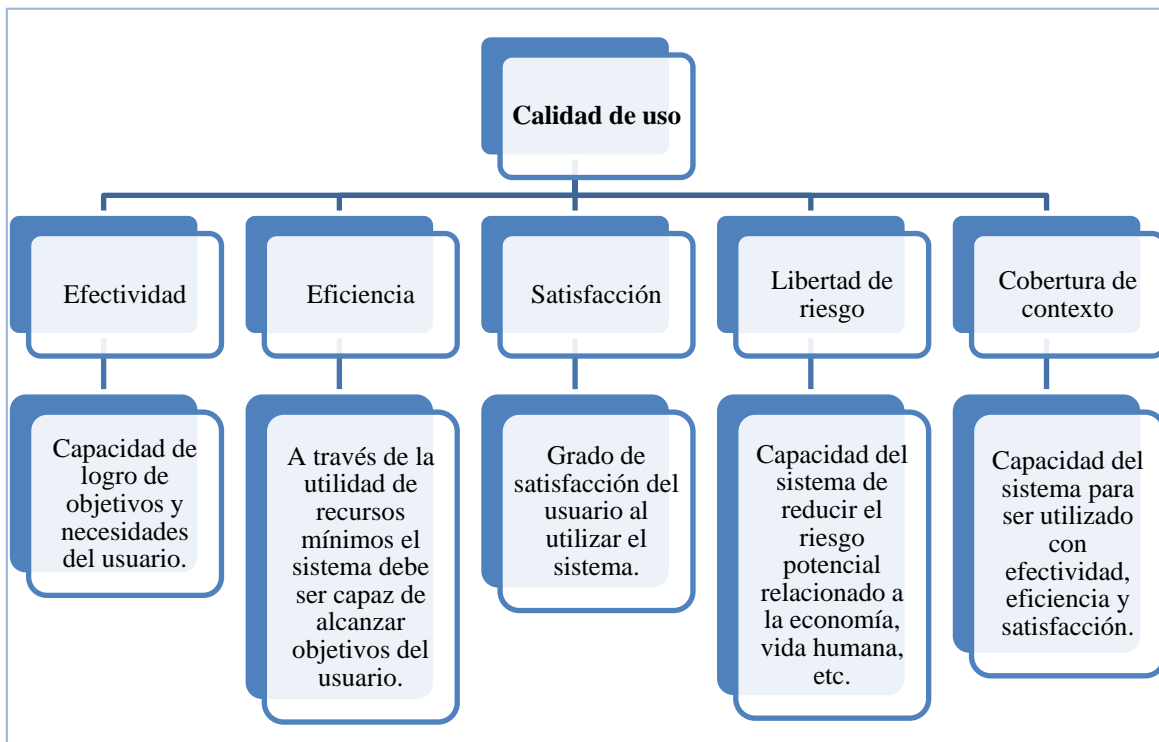 Calidad de uso
Efectividad
Eficiencia
Satisfacción
Libertad de
riesgo
Cobertura de
contexto
Capacidad de
logro de
objetivos y
necesidades
del usuario.
A través de la
utilidad de
recursos
mínimos el
sistema debe
ser capaz de
alcanzar
objetivos del
usuario.
Grado de
satisfacción del
usuario al
utilizar el
sistema.
Capacidad del
sistema de
reducir el
riesgo
potencial
relacionado a
la economía,
vida humana,
etc.
Capacidad del
sistema para
ser utilizado
con
efectividad,
eficiencia y
satisfacción.